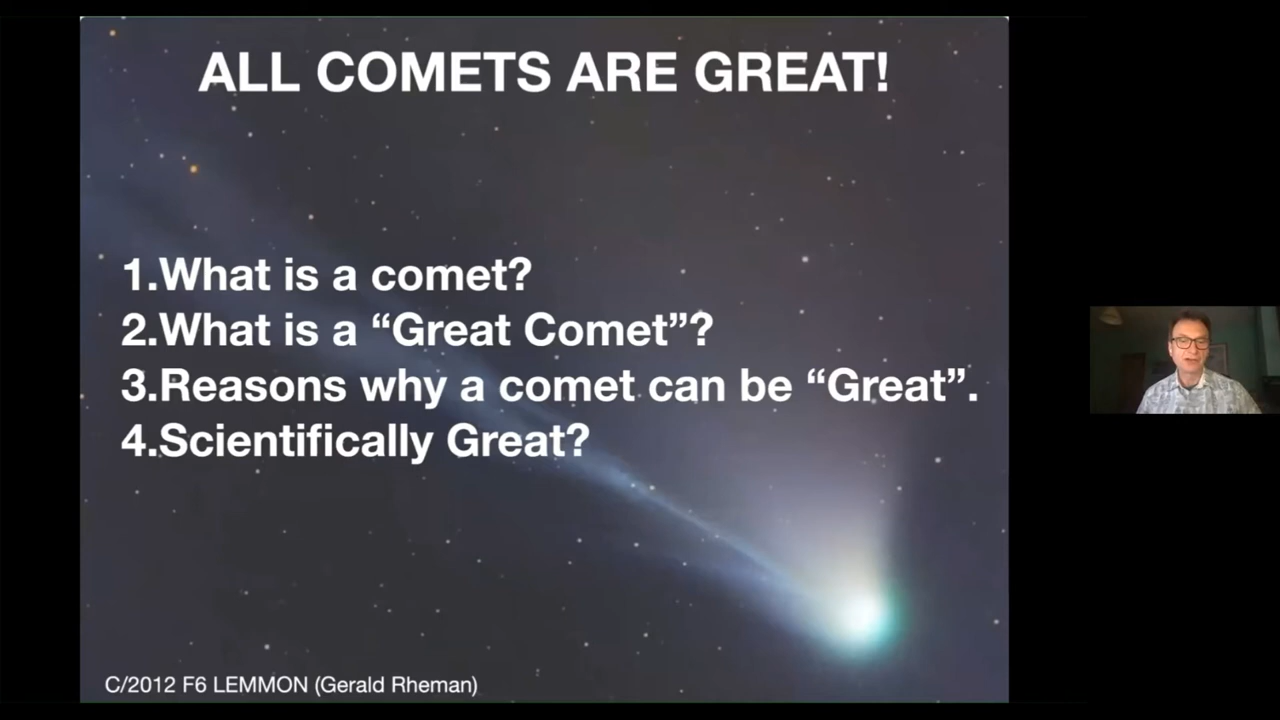 ALL COMETS ARE GREAT!
1.What is a comet?
2.What is a “Great Comet”?
3.Reasons why a comet can be “Great”.
4.Scientifically Great?
C/2012 F6 LEMMON (Gerald Rheman)